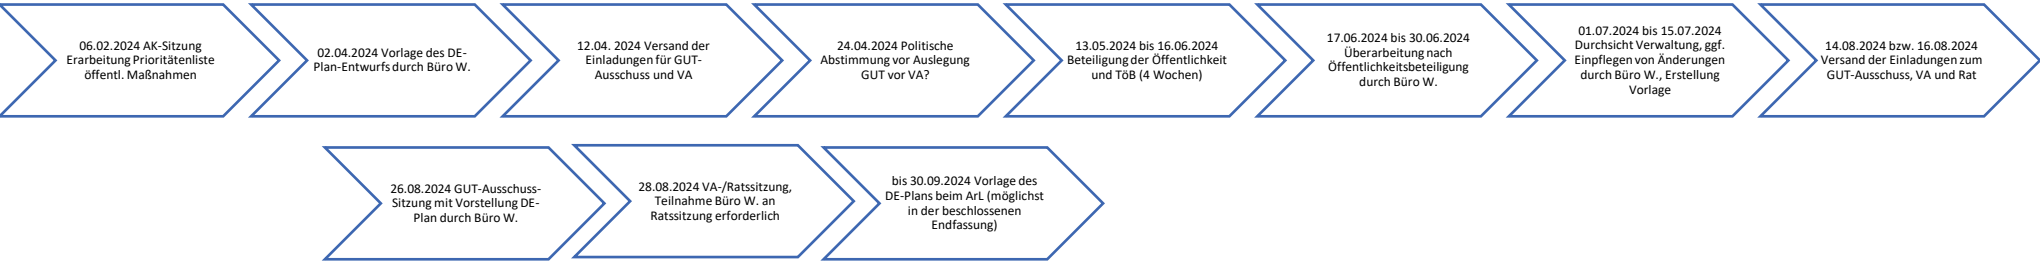 06.02.2024 AK-Sitzung
Erarbeitung Prioritätenliste
öffentl. Maßnahmen
02.04.2024 Vorlage des DE-
Plan-Entwurfs durch Büro W.
12.04. 2024 Versand der
Einladungen für GUT-
Ausschuss und VA
24.04.2024 Politische
Abstimmung vor Auslegung
GUT vor VA?
13.05.2024 bis 16.06.2024
Beteiligung der Öffentlichkeit
und TöB (4 Wochen)
17.06.2024 bis 30.06.2024
Überarbeitung nach
Öffentlichkeitsbeteiligung
durch Büro W.
01.07.2024 bis 15.07.2024
Durchsicht Verwaltung, ggf.
Einpflegen von Änderungen
durch Büro W., Erstellung
Vorlage
14.08.2024 bzw. 16.08.2024
Versand der Einladungen zum
GUT-Ausschuss, VA und Rat
26.08.2024 GUT-Ausschuss-
Sitzung mit Vorstellung DE-
Plan durch Büro W.
28.08.2024 VA-/Ratssitzung,
Teilnahme Büro W. an
Ratssitzung erforderlich
bis 30.09.2024 Vorlage des
DE-Plans beim ArL (möglichst
in der beschlossenen
Endfassung)